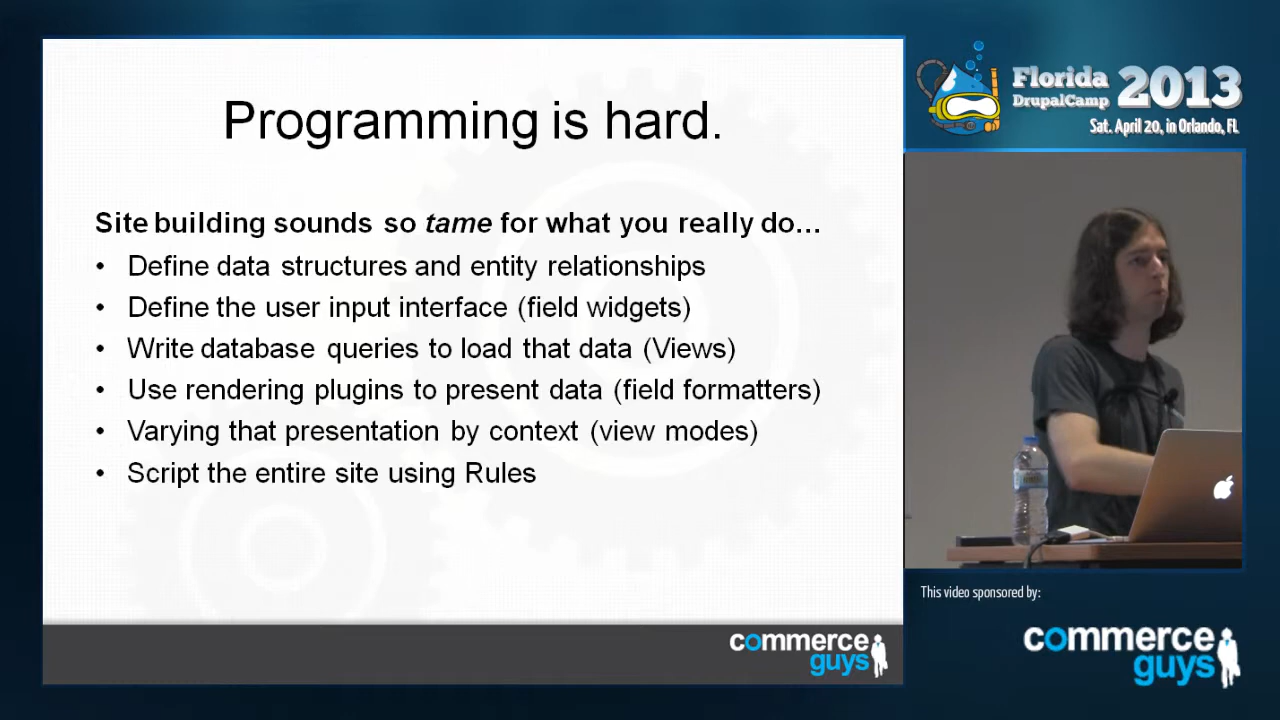 Programming is hard.
Site building sounds so tame for what you really do...
• Define data structures and entity relationships
• Define the user input interface (field widgets)
• Write database queries to load that data (Views)
• Use rendering plugins to present data (field formatters)
• Varying that presentation by context (view modes)
• Script the entire site using Rules
commerce
guys
Florida
DrupalCamp
2013
Sat. April 20, in Orlando, FL
This video sponsored by:
commerce
guys